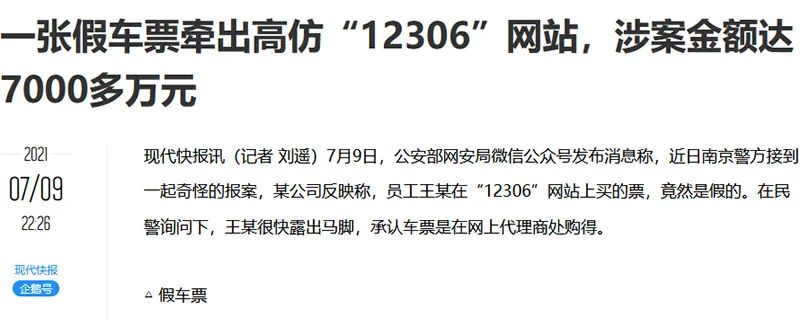 一张假车票牵出高仿“12306”网站，涉案金额达
7000多万元
2021
07/09
22:26
现代快报
企鹅号
现代快报讯（记者 刘遥）7月9日，公安部网安局微信公众号发布消息称，近日南京警方接到
一起奇怪的报案，某公司反映称，员工王某在“12306”网站上买的票，竟然是假的。在民
警询问下，王某很快露出马脚，承认车票是在网上代理商处购得。
△ 假车票